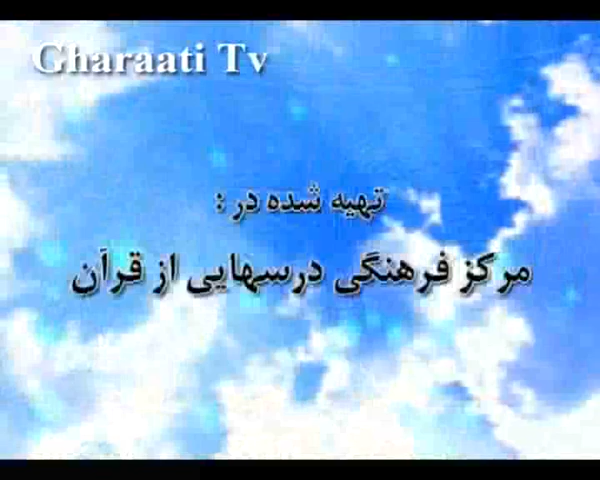 Gharaati Tv
تهیه شده در :
مرکز فرهنگی درسهایی از قرآن